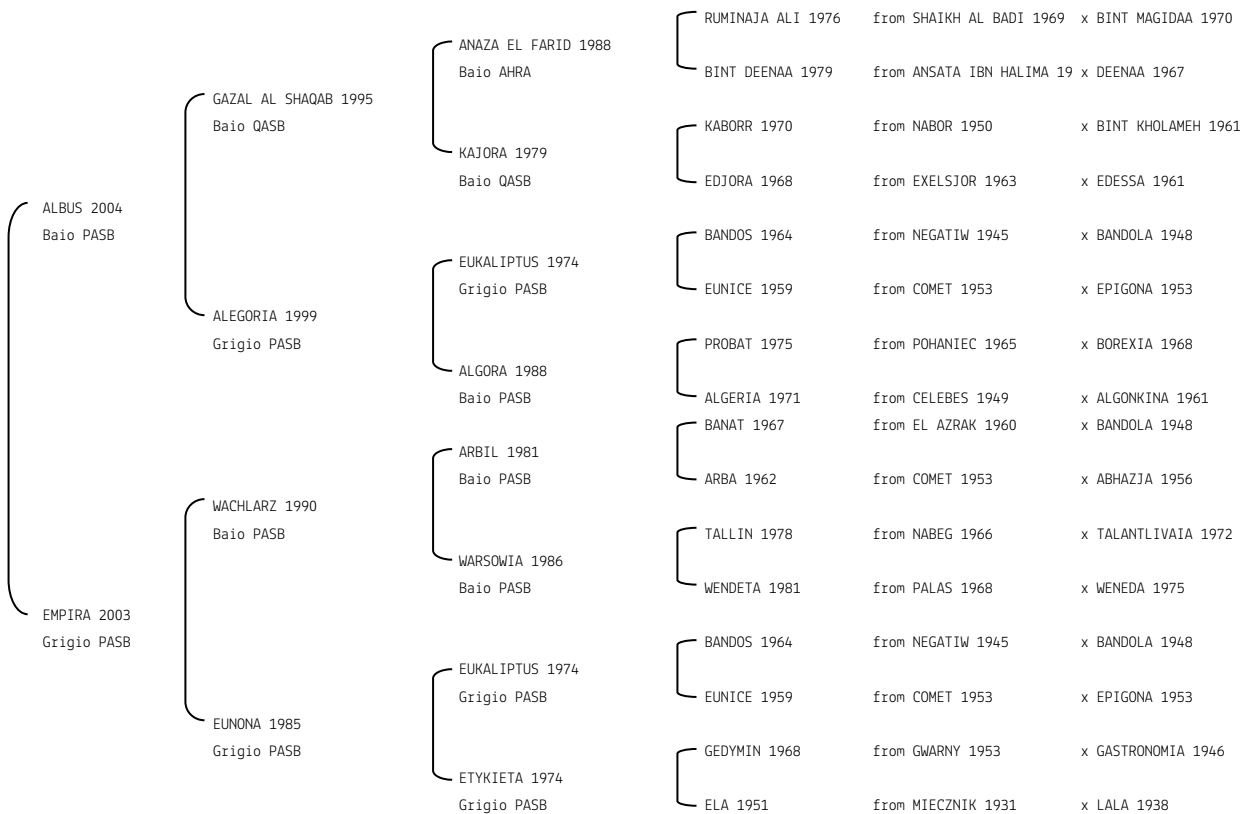 RUMINAJA ALI 1976 from SHAIKH AL BADI 1969 x BINT MAGIDAA 1970
ANAZA EL FARID 1988
Baio AHRA
BINT DEENAA 1979 from ANSATA IBN HALIMA 19 x DEENAA 1967
GAZAL AL SHAQAB 1995
Baio QASB
KABORR 1970 from NABOR 1950 x BINT KHOLAMEH 1961
KAJORA 1979
Baio QASB
EDJORA 1968 from EXELSJOR 1963 x EDESSA 1961
ALBUS 2004
Baio PASB
BANDOS 1964 from NEGATIW 1945 x BANDOLA 1948
EUKALIPTUS 1974
Grigio PASB
EUNICE 1959 from COMET 1953 x EPIGONA 1953
ALEGORIA 1999
Grigio PASB
PROBAT 1975 from POHANIEC 1965 x BOREXIA 1968
ALGORA 1988
Baio PASB
ALGERIA 1971 from CELEBES 1949 x ALGONKINA 1961
BANAT 1967 from EL AZRAK 1960 x BANDOLA 1948
ARBIL 1981
Baio PASB
ARBA 1962 from COMET 1953 x ABHAZJA 1956
WACHLARZ 1990
Baio PASB
TALLIN 1978 from NABEG 1966 x TALANTLIVAIA 1972
WARSOWIA 1986
Baio PASB
WENDETA 1981 from PALAS 1968 x WENEDA 1975
EMPIRA 2003
Grigio PASB
BANDOS 1964 from NEGATIW 1945 x BANDOLA 1948
EUKALIPTUS 1974
Grigio PASB
EUNICE 1959 from COMET 1953 x EPIGONA 1953
EUNONA 1985
Grigio PASB
GEDYMIN 1968 from GWARNY 1953 x GASTRONOMIA 1946
ETYKIETA 1974
Grigio PASB
ELA 1951 from MIECZNIK 1931 x LALA 1938